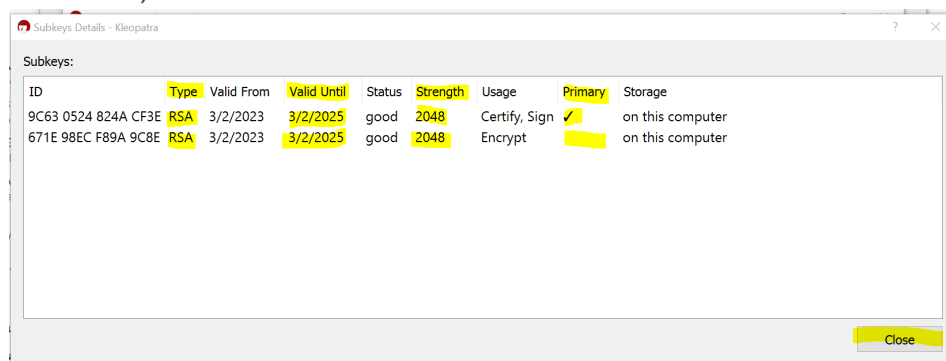 Subkeys Details - Kleopatra ? ×
Subkeys:
ID Type Valid From Valid Until Status Strength Usage Primary Storage
9C63 0524 824A CF3E RSA 3/2/2023 3/2/2025 good 2048 Certify, Sign ✓ on this computer
671E 98EC F89A 9C8E RSA 3/2/2023 3/2/2025 good 2048 Encrypt on this computer
Close